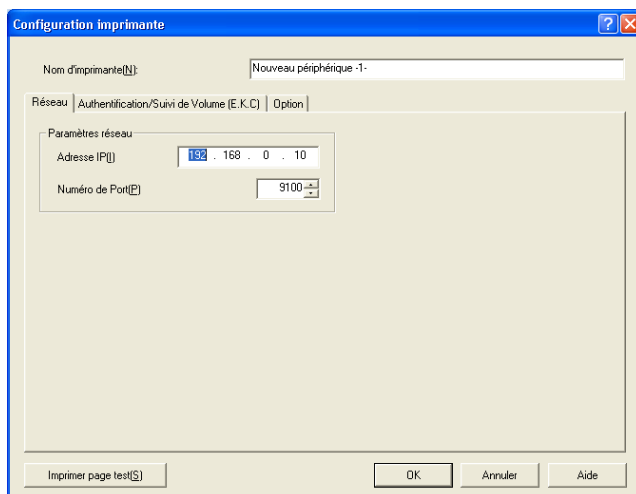 Configuration imprimante
Nom d'imprimante(N): Nouveau périphérique -1-
Réseau Authentification/Suivi de Volume (E.K.C) Option
Paramètres réseau
Adresse IP(I) 192 . 168 . 0 . 10
Numéro de Port(P) 9100
Imprimer page test(S) OK Annuler Aide